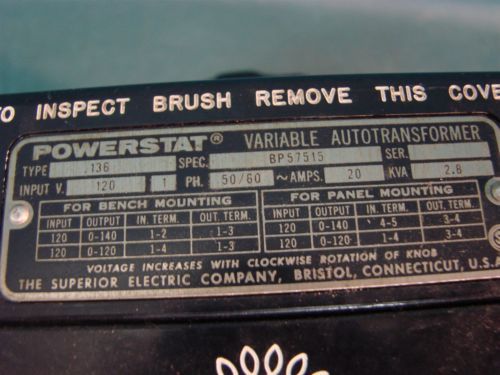 TO INSPECT BRUSH REMOVE THIS COVE
POWERSTAT® VARIABLE AUTOTRANSFORMER
TYPE 136 SPEC. BP57515 SER.
INPUT V. 120 1 PH. 50/60 ~ AMPS. 20 KVA 2.8
FOR BENCH MOUNTING FOR PANEL MOUNTING
INPUT OUTPUT IN. TERM. OUT. TERM. INPUT OUTPUT IN. TERM. OUT. TERM.
120 0-140 1-2 1-3 120 0-140 4-5 3-4
120 0-120 1-4 1-3 120 0-120 1-4 3-4
VOLTAGE INCREASES WITH CLOCKWISE ROTATION OF KNOB
THE SUPERIOR ELECTRIC COMPANY, BRISTOL, CONNECTICUT, U.S.A